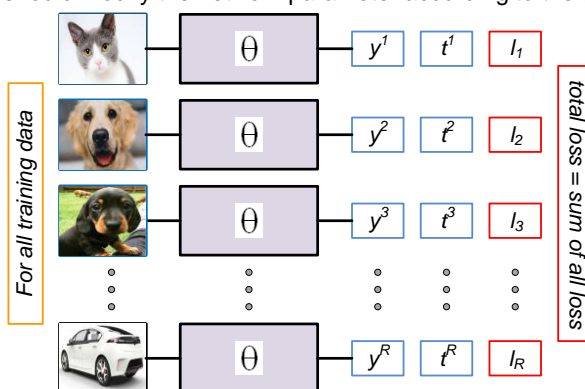 θ y¹ t¹ l₁
θ y² t² l₂
θ y³ t³ l₃
θ yᴿ tᴿ l_R
For all training data
total loss = sum of all loss